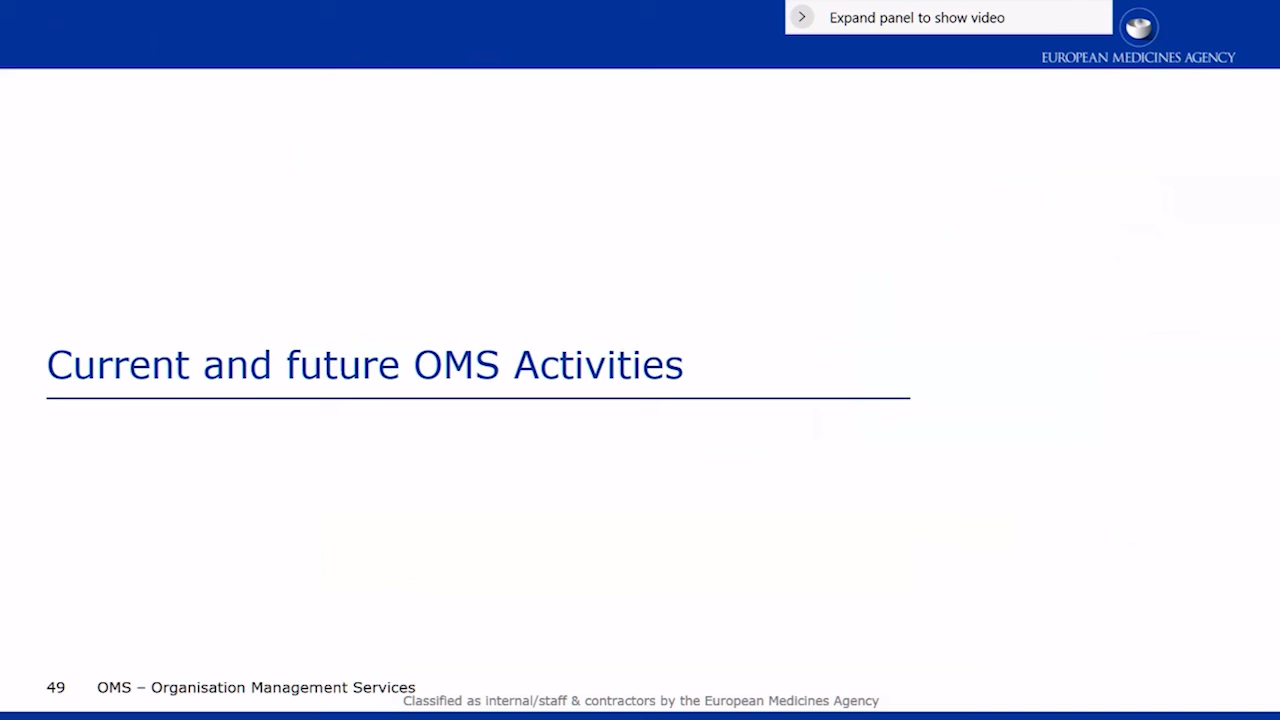 Expand panel to show video
EUROPEAN MEDICINES AGENCY
Current and future OMS Activities
49 OMS – Organisation Management Services
Classified as internal/staff & contractors by the European Medicines Agency